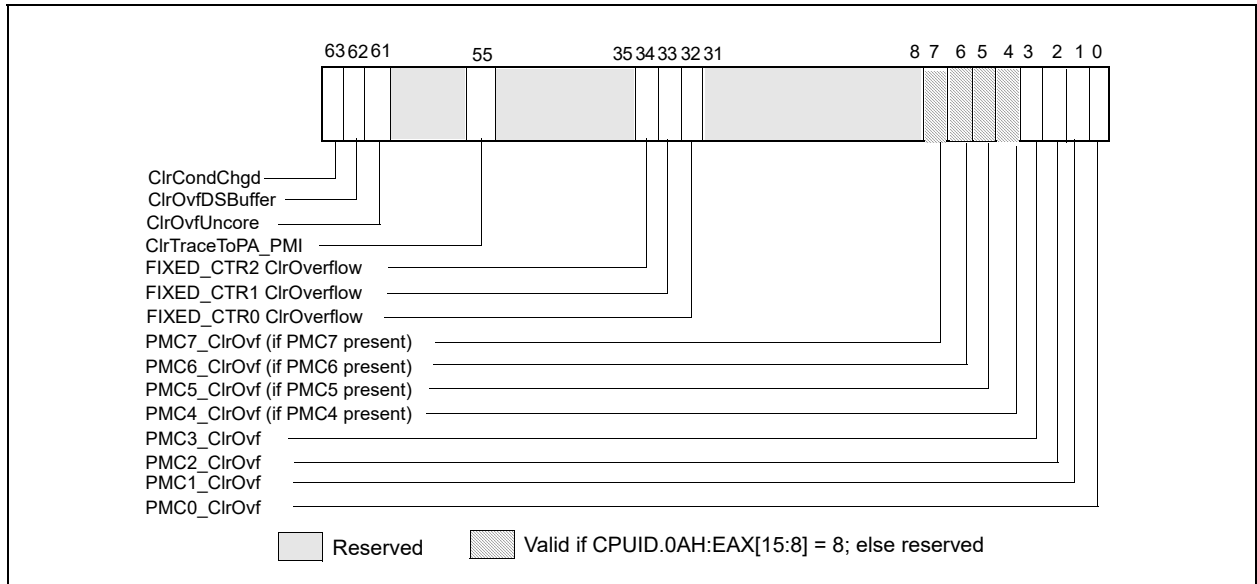 63 62 61 55 35 34 33 32 31 8 7 6 5 4 3 2 1 0
ClrCondChgd
ClrOvfDSBuffer
ClrOvfUncore
ClrTraceToPA_PMI
FIXED_CTR2 ClrOverflow
FIXED_CTR1 ClrOverflow
FIXED_CTR0 ClrOverflow
PMC7_ClrOvf (if PMC7 present)
PMC6_ClrOvf (if PMC6 present)
PMC5_ClrOvf (if PMC5 present)
PMC4_ClrOvf (if PMC4 present)
PMC3_ClrOvf
PMC2_ClrOvf
PMC1_ClrOvf
PMC0_ClrOvf
Reserved Valid if CPUID.0AH:EAX[15:8] = 8; else reserved